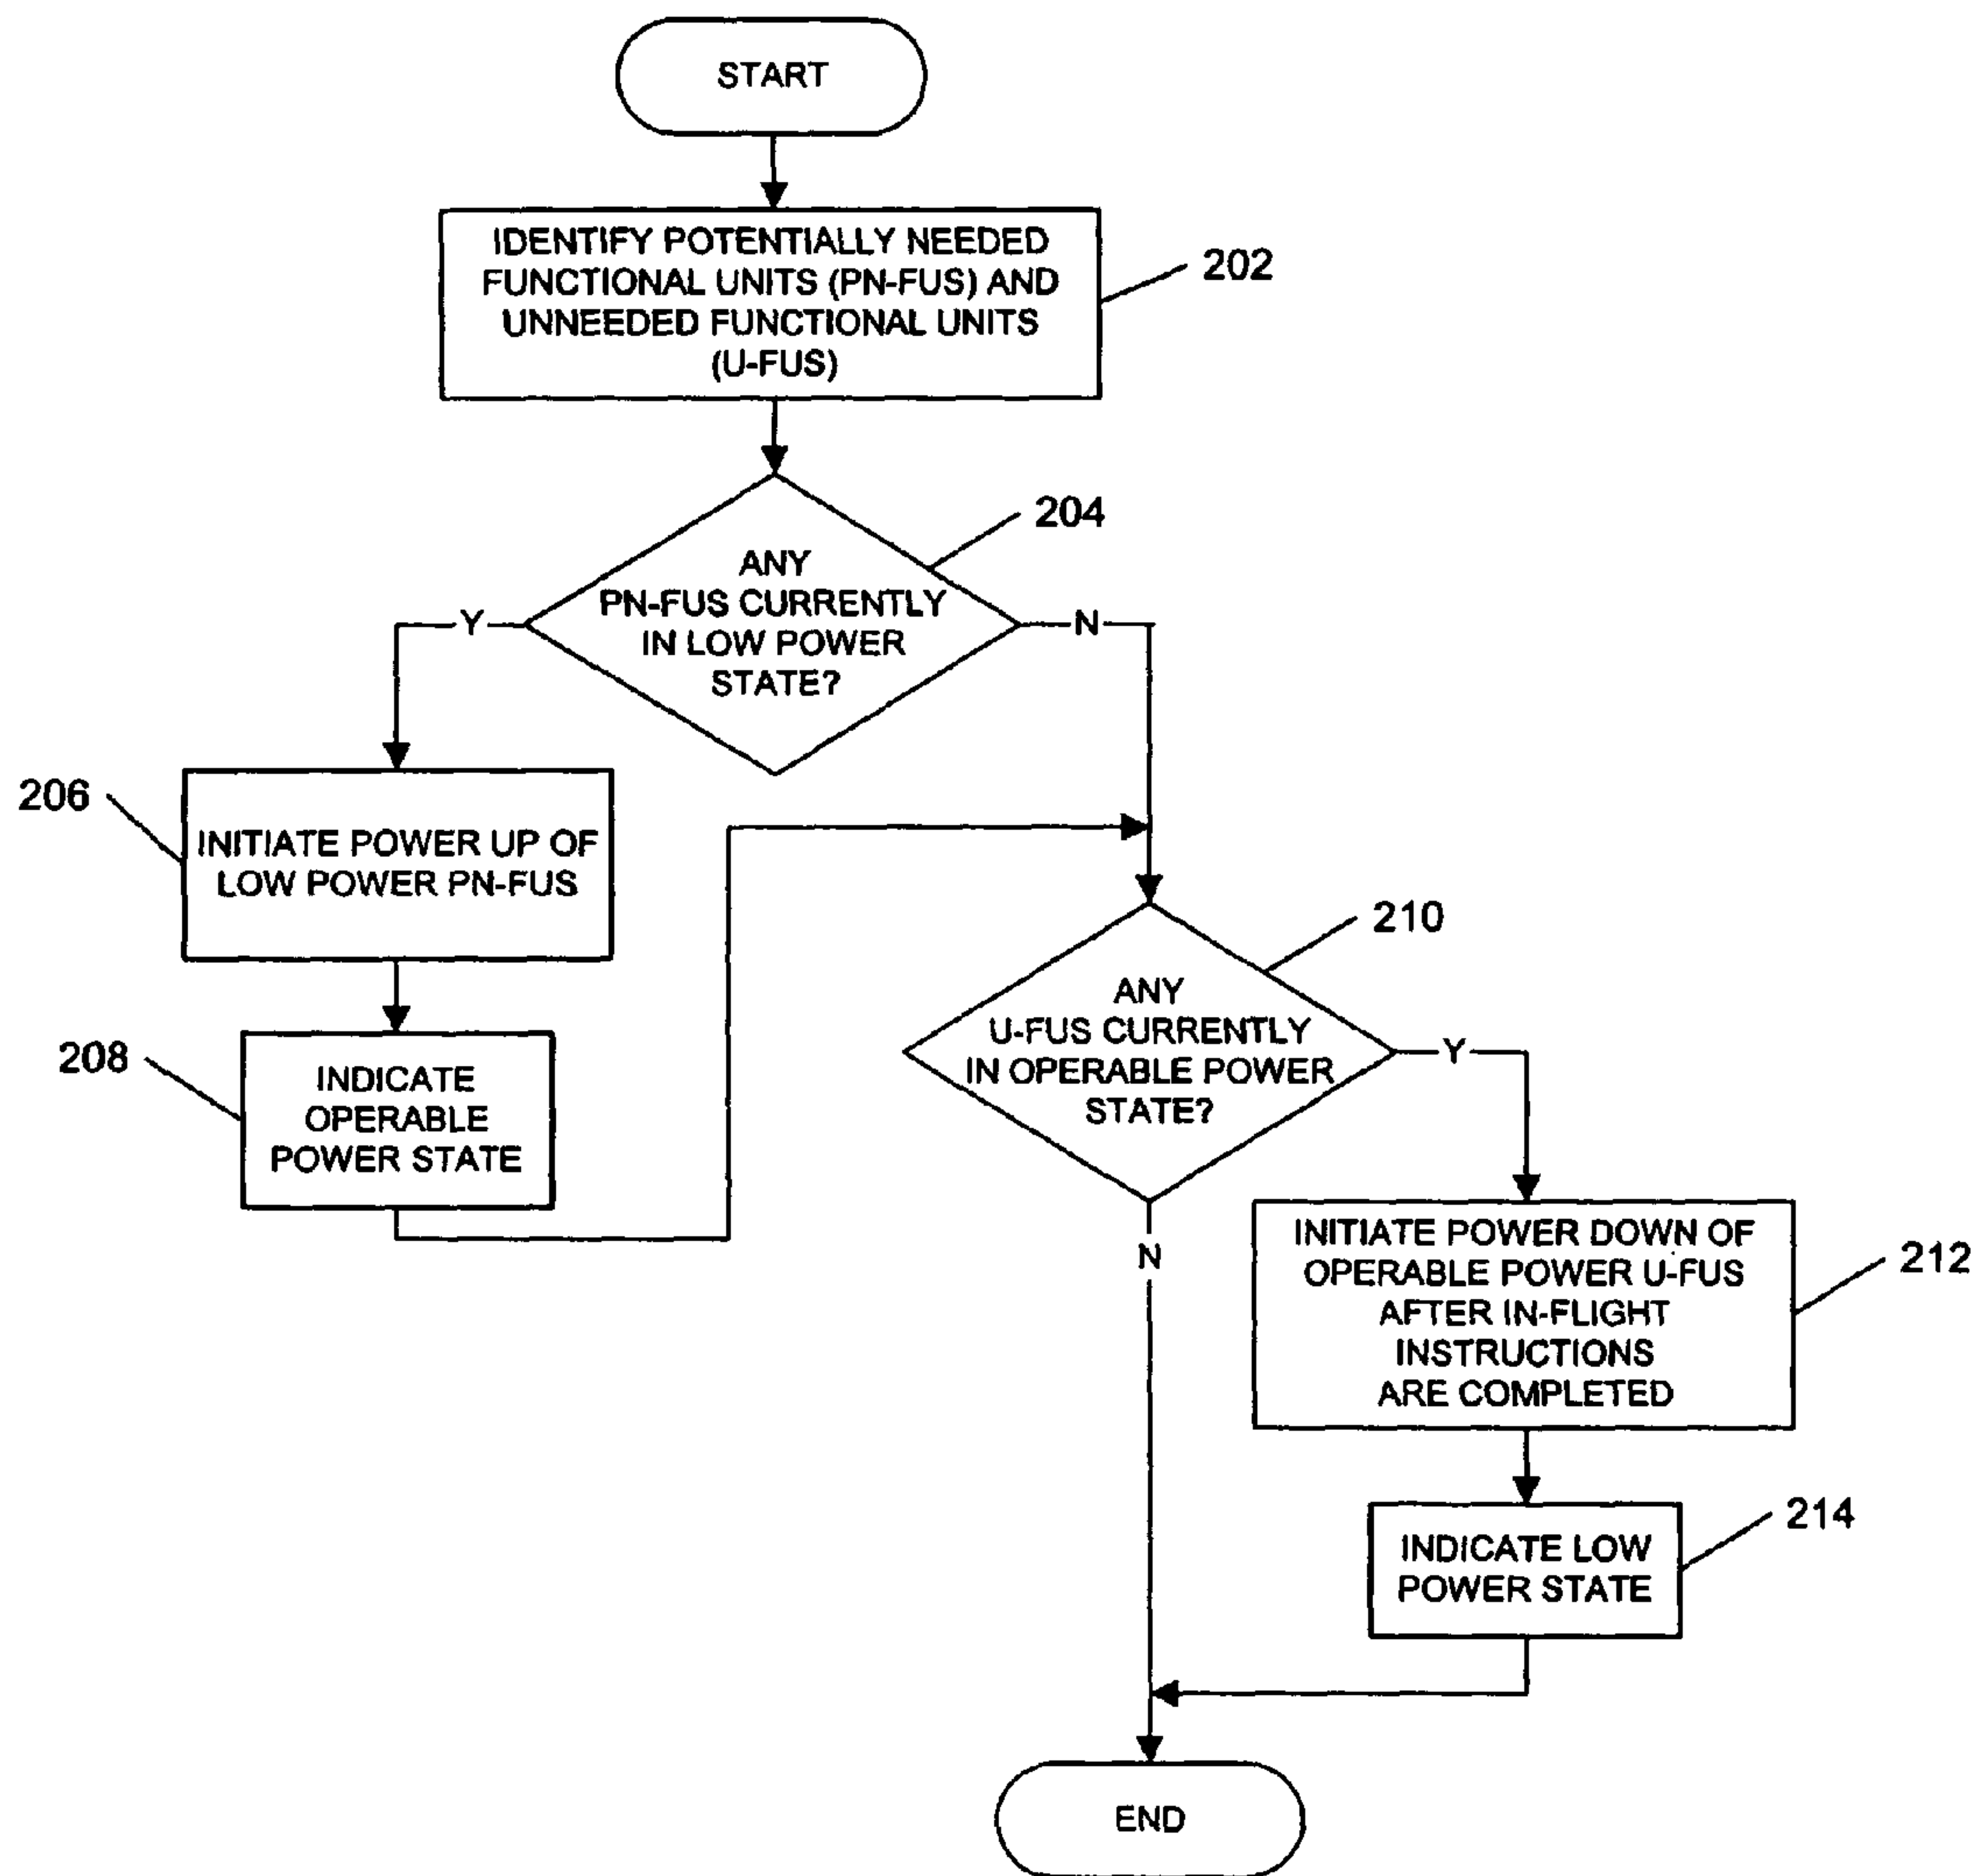 START
IDENTIFY POTENTIALLY NEEDED
FUNCTIONAL UNITS (PN-FUS) AND
UNNEEDED FUNCTIONAL UNITS
(U-FUS)
202
ANY
PN-FUS CURRENTLY
IN LOW POWER
STATE?
204
Y
N
206
INITIATE POWER UP OF
LOW POWER PN-FUS
208
INDICATE
OPERABLE
POWER STATE
210
ANY
U-FUS CURRENTLY
IN OPERABLE POWER
STATE?
Y
N
INITIATE POWER DOWN OF
OPERABLE POWER U-FUS
AFTER IN-FLIGHT
INSTRUCTIONS
ARE COMPLETED
212
INDICATE LOW
POWER STATE
214
END